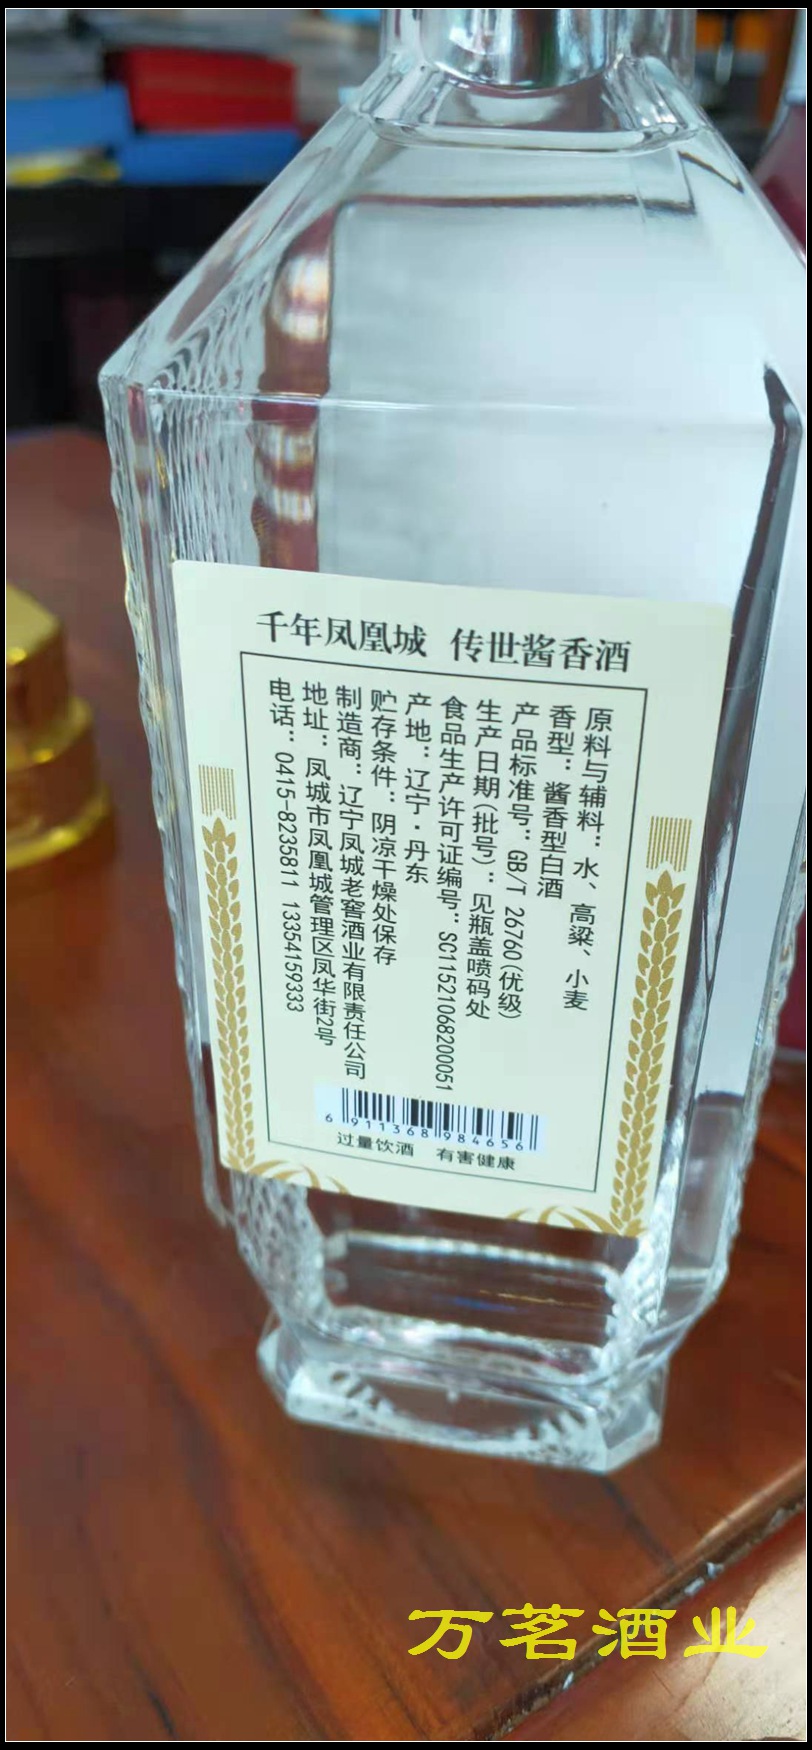 千年凤凰城 传世酱香酒
原料与辅料：水、高粱、小麦
香型：酱香型白酒
产品标准号：GB/T 26760(优级)
生产日期(批号)：见瓶盖喷码处
食品生产许可证编号：SC11521068200051
产地：辽宁·丹东
贮存条件：阴凉干燥处保存
制造商：辽宁凤城老窖酒业有限责任公司
地址：凤城市凤凰城管理区凤华街2号
电话：0415-8235811 13354159333
6 911368 984656
过量饮酒 有害健康
万茗酒业